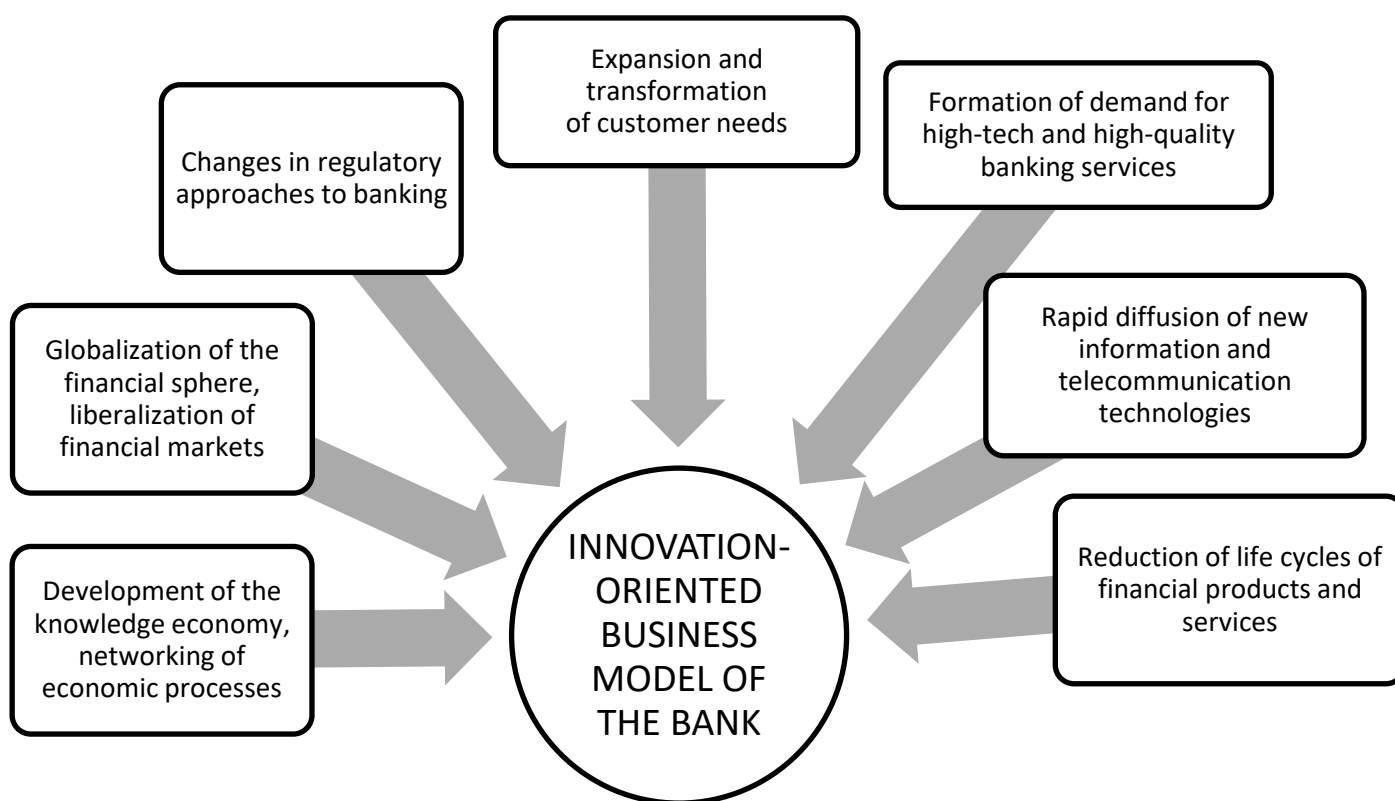 Expansion and
transformation
of customer needs
Formation of demand for
high-tech and high-quality
banking services
Changes in regulatory
approaches to banking
Rapid diffusion of new
information and
telecommunication
technologies
Globalization of the
financial sphere,
liberalization of
financial markets
Reduction of life cycles of
financial products and
services
Development of the
knowledge economy,
networking of
economic processes
INNOVATION-
ORIENTED
BUSINESS
MODEL OF
THE BANK